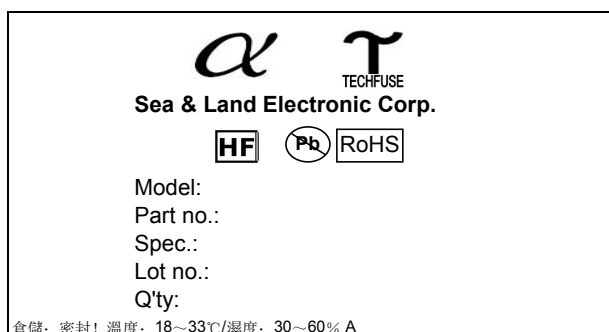 α T
TECHFUSE
Sea & Land Electronic Corp.
HF Pb RoHS
Model:
Part no.:
Spec.:
Lot no.:
Q'ty:
倉儲：密封！溫度：18～33℃/濕度：30～60% A